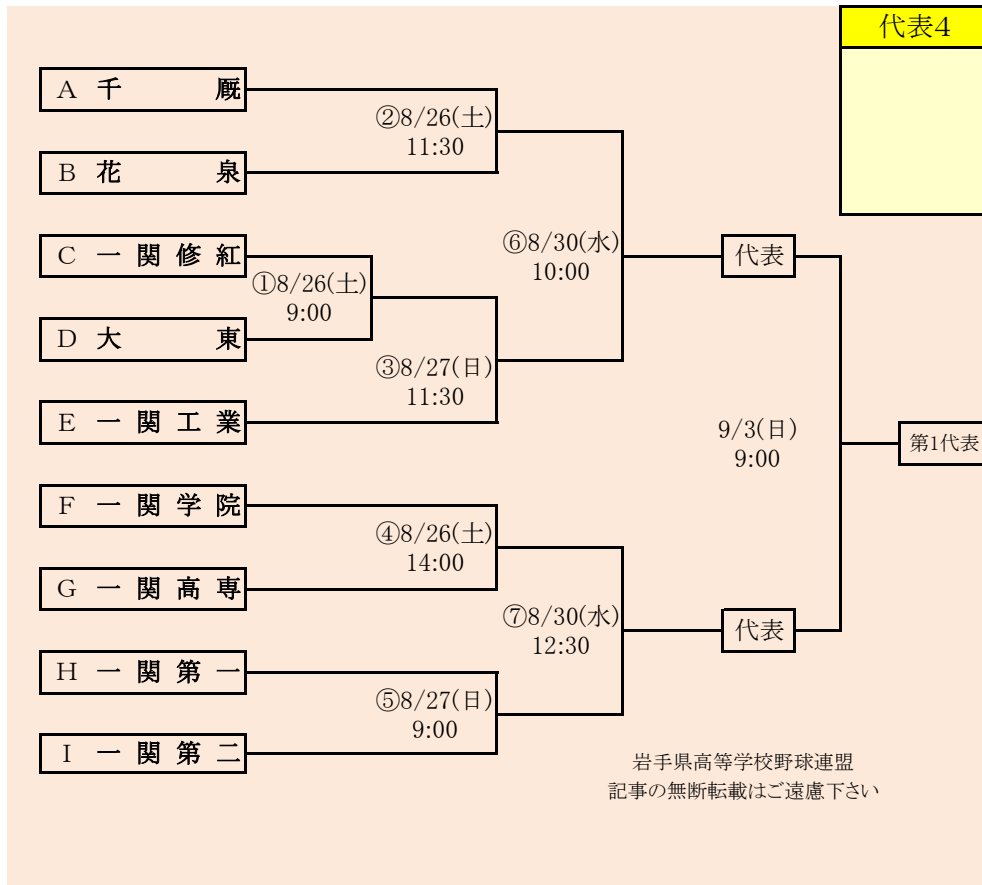 代表4
A 千 厩
②8/26(土)
11:30
B 花 泉
C 一 関 修 紅
①8/26(土)
9:00
D 大 東
③8/27(日)
11:30
E 一 関 工 業
⑥8/30(水)
10:00
代表
F 一 関 学 院
④8/26(土)
14:00
G 一 関 高 専
H 一 関 第 一
⑤8/27(日)
9:00
I 一 関 第 二
⑦8/30(水)
12:30
代表
9/3(日)
9:00
第1代表
岩手県高等学校野球連盟
記事の無断転載はご遠慮下さい